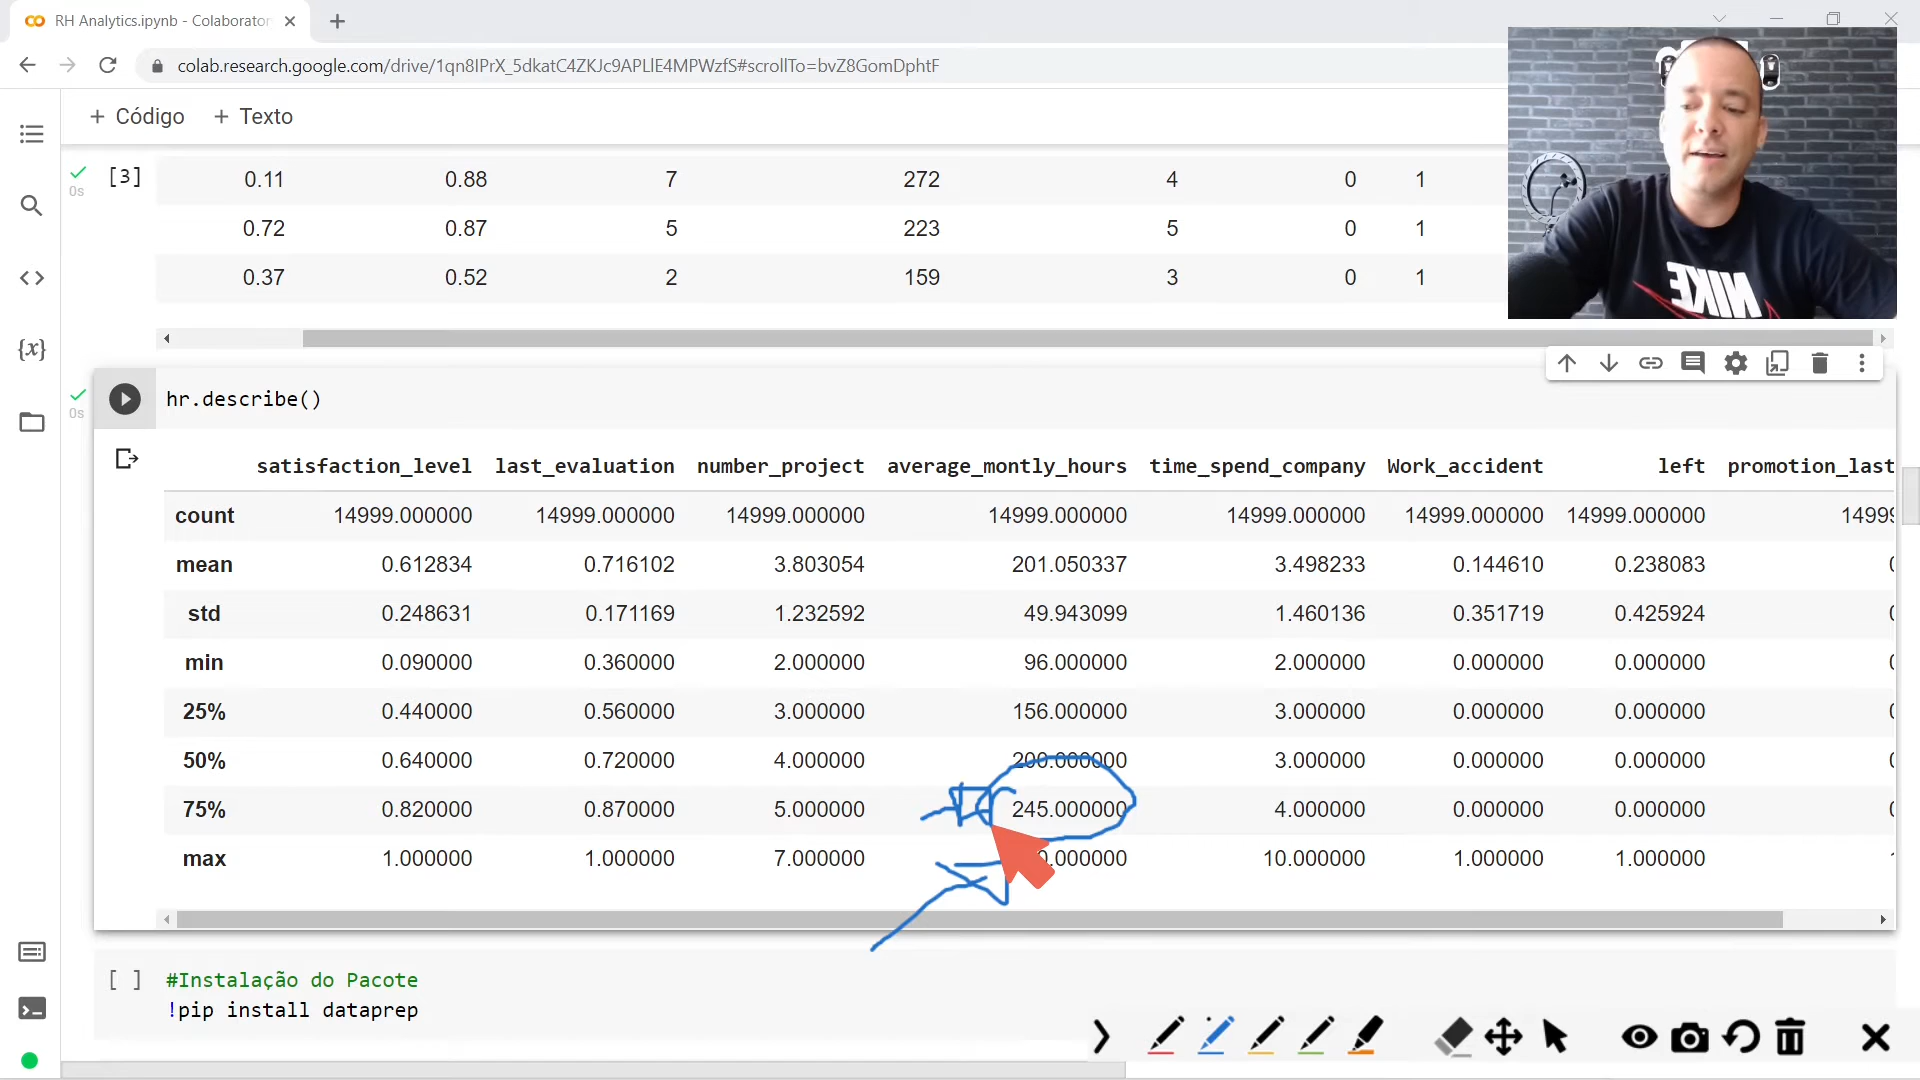 RH Analytics.ipynb - Colaborator
colab.research.google.com/drive/1qn8IPrX_5dkatC4ZKJc9APLlE4MPWzfS#scrollTo=bvZ8GomDphtF
+ Código + Texto
0s [3] 0.11 0.88 7 272 4 0 1
0.72 0.87 5 223 5 0 1
0.37 0.52 2 159 3 0 1
NIKE
0s hr.describe()
satisfaction_level last_evaluation number_project average_montly_hours time_spend_company Work_accident left promotion_last
count 14999.000000 14999.000000 14999.000000 14999.000000 14999.000000 14999.000000 14999.000000 1499
mean 0.612834 0.716102 3.803054 201.050337 3.498233 0.144610 0.238083
std 0.248631 0.171169 1.232592 49.943099 1.460136 0.351719 0.425924
min 0.090000 0.360000 2.000000 96.000000 2.000000 0.000000 0.000000
25% 0.440000 0.560000 3.000000 156.000000 3.000000 0.000000 0.000000
50% 0.640000 0.720000 4.000000 200.000000 3.000000 0.000000 0.000000
75% 0.820000 0.870000 5.000000 245.000000 4.000000 0.000000 0.000000
max 1.000000 1.000000 7.000000 0.000000 10.000000 1.000000 1.000000
[ ] #Instalação do Pacote
!pip install dataprep